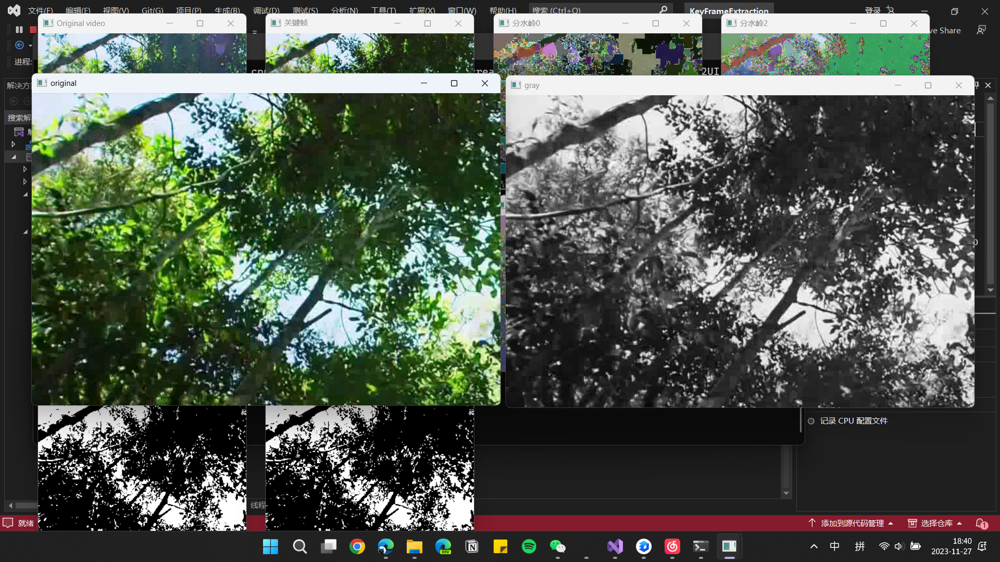 文件(F) 编辑(E) 视图(V) Git(G) 项目(P) 生成(B) 调试(D) 测试(S) 分析(N) 工具(T) 扩展(X) 窗口(W) 帮助(H) 搜索 (Ctrl+Q) KeyFrameExtraction 登录
Original video
关键帧
分水岭0
分水岭2
ve Share
进程:
2UI
original
gray
解决方
搜索解
记录 CPU 配置文件
线程
就绪
添加到源代码管理
选择仓库
1
DEV
中
拼
18:40
2023-11-27